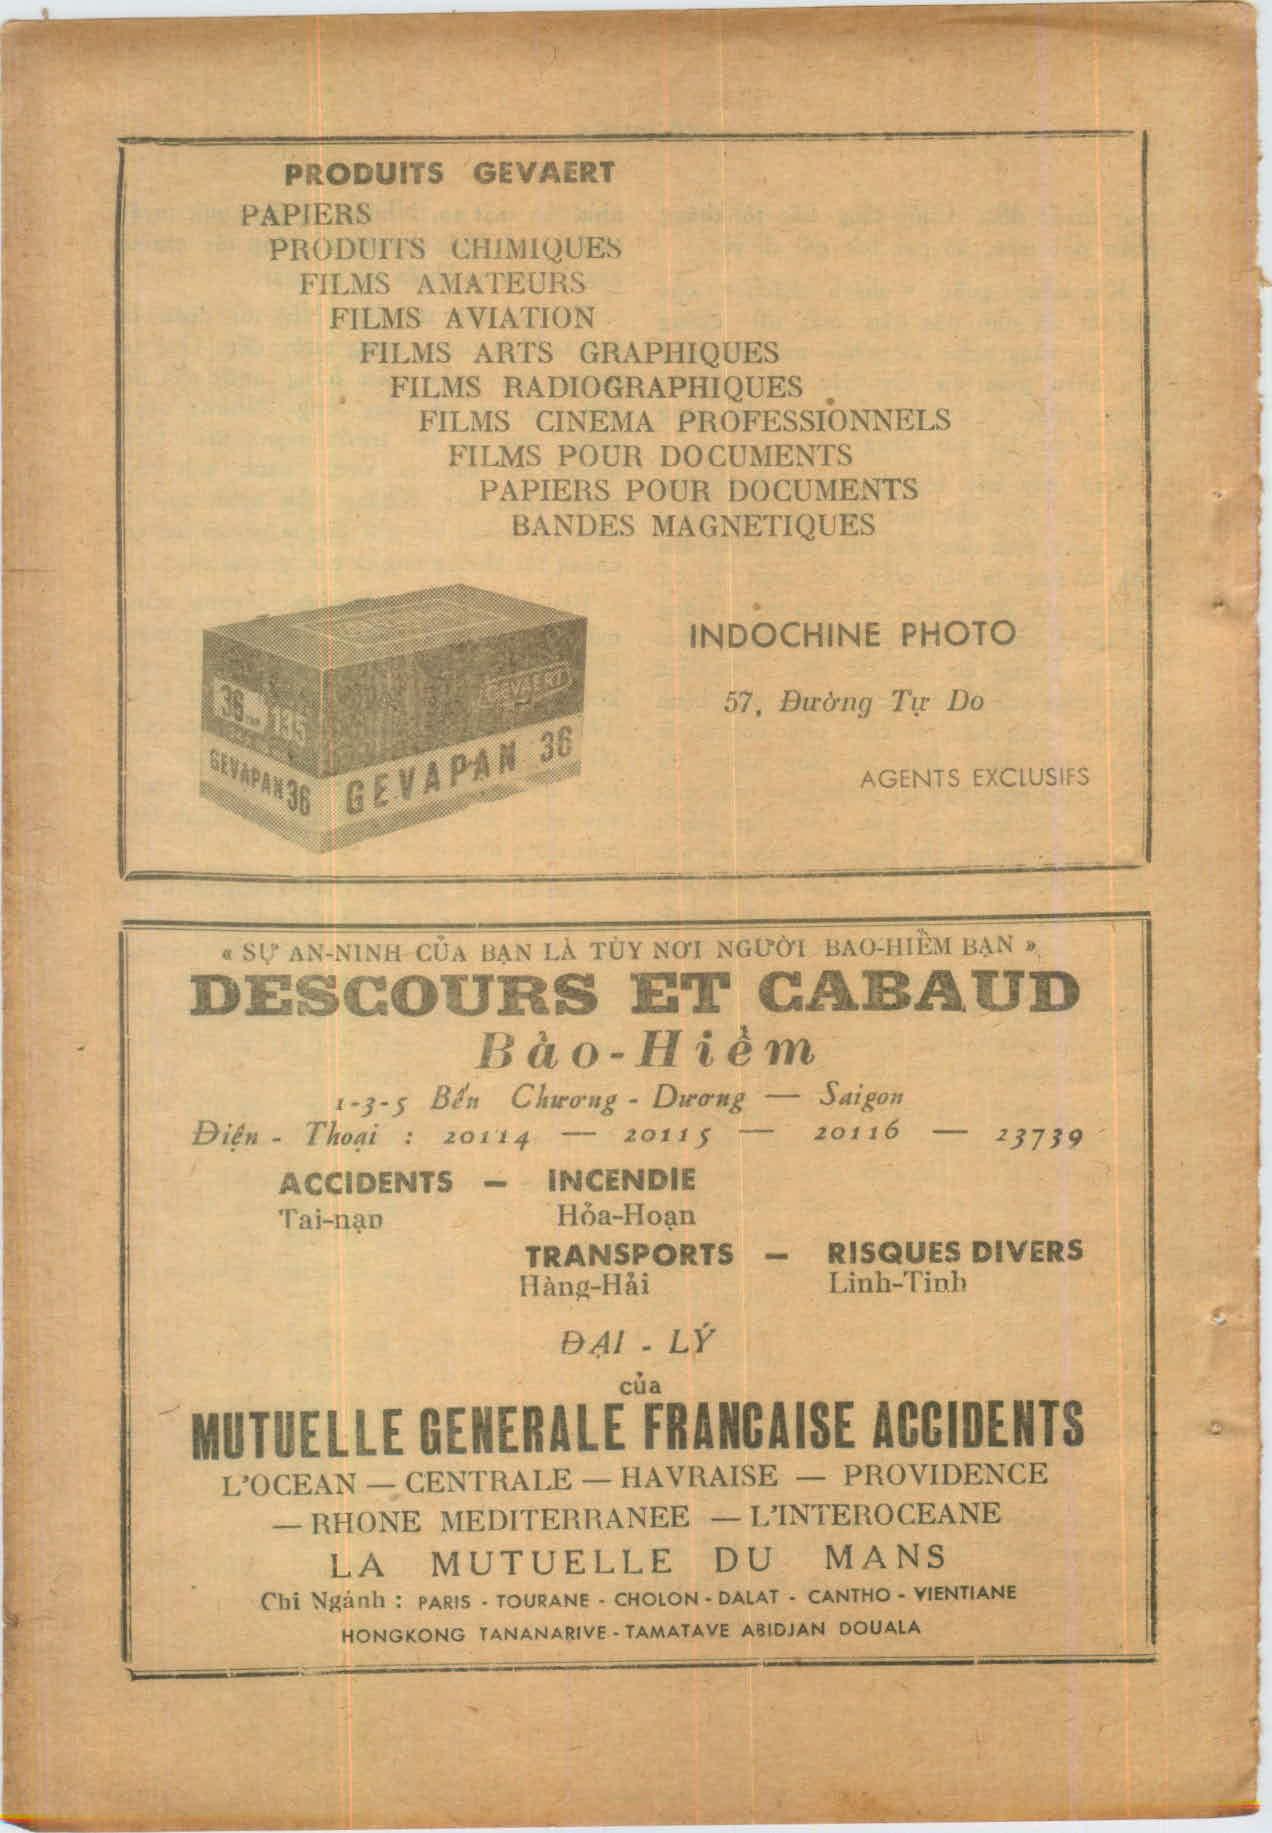 PRODUITS GEVAERT
PAPIERS
PRODUITS CHIMIQUES
FILMS AMATEURS
FILMS AVIATION
FILMS ARTS GRAPHIQUES
FILMS RADIOGRAPHIQUES
FILMS CINEMA PROFESSIONNELS
FILMS POUR DOCUMENTS
PAPIERS POUR DOCUMENTS
BANDES MAGNETIQUES
GEVAERT
36 135
GEVAPAN 36
GEVAPAN 36
INDOCHINE PHOTO
57, Đường Tự Do
AGENTS EXCLUSIFS
« SỰ AN-NINH CỦA BẠN LÀ TÙY NƠI NGƯỜI BAO-HIỂM BẠN »
DESCOURS ET CABAUD
Bảo-Hiểm
1-3-5 Bến Chương-Dương — Saigon
Điện-Thoại : 20114 — 20115 — 20116 — 23739
ACCIDENTS — INCENDIE
Tai-nạn Hỏa-Hoạn
TRANSPORTS — RISQUES DIVERS
Hàng-Hải Linh-Tinh
ĐẠI-LÝ
của
MUTUELLE GENERALE FRANCAISE ACCIDENTS
L'OCEAN — CENTRALE — HAVRAISE — PROVIDENCE
— RHONE MEDITERRANEE — L'INTEROCEANE
LA MUTUELLE DU MANS
Chi Ngánh : PARIS - TOURANE - CHOLON - DALAT - CANTHO - VIENTIANE
HONGKONG TANANARIVE - TAMATAVE ABIDJAN DOUALA